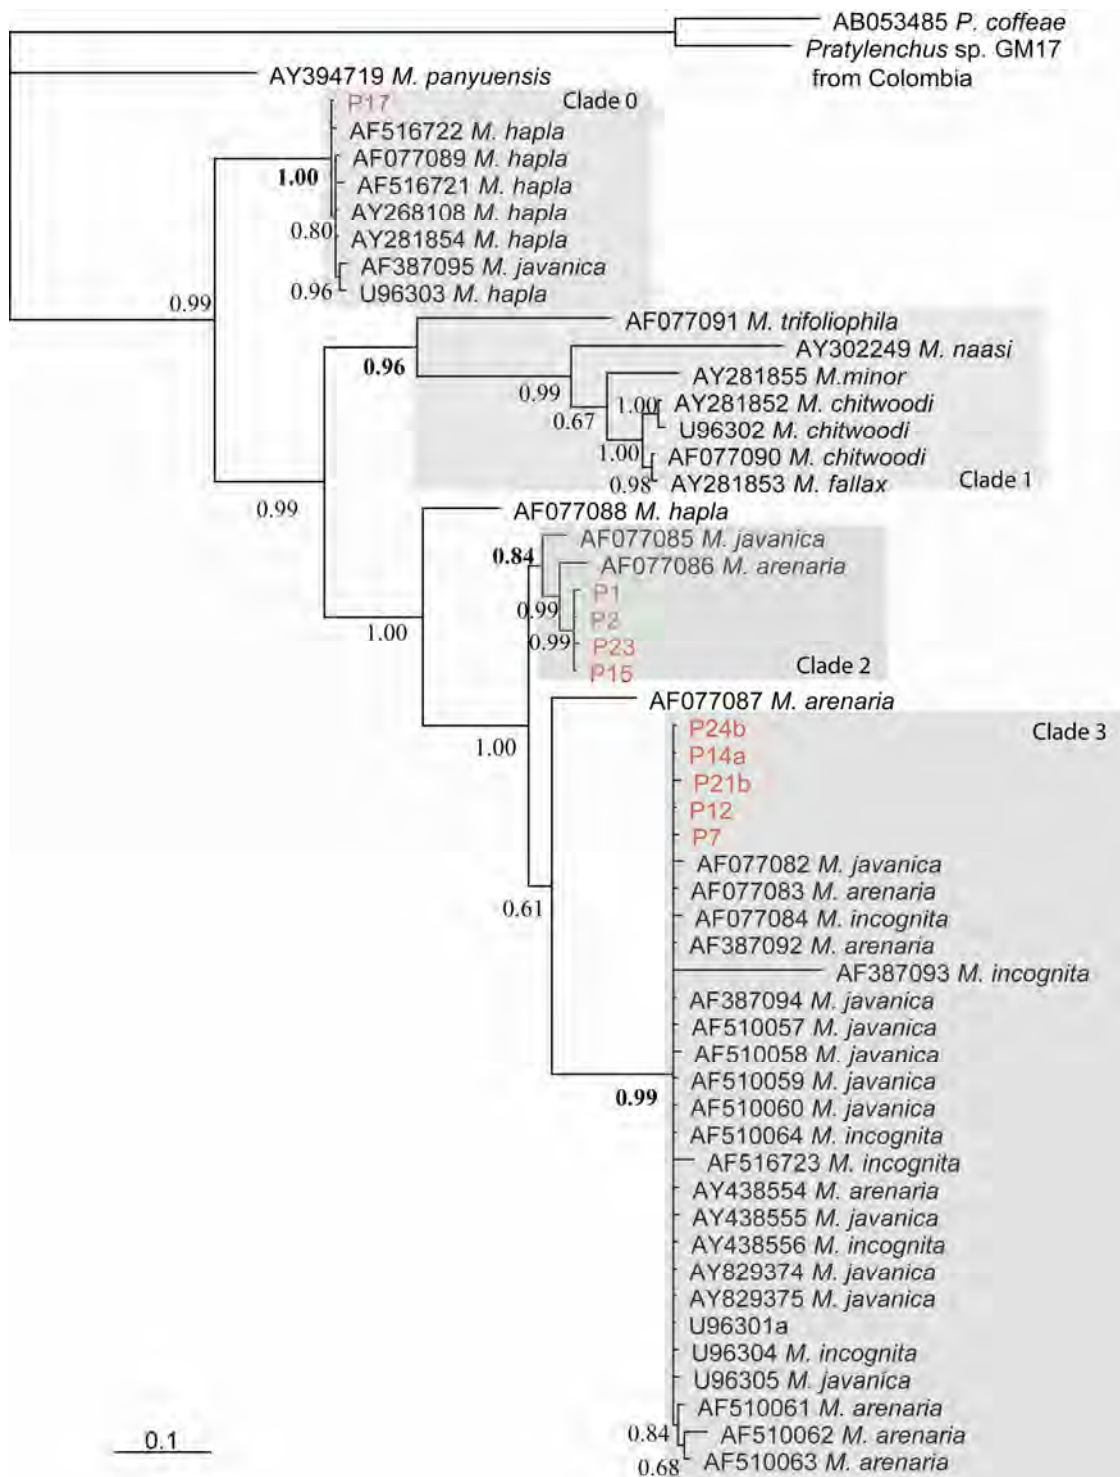 AB053485 P. coffeae
Pratylenchus sp. GM17
from Colombia
AY394719 M. panyuensis
P17
Clade 0
AF516722 M. hapla
AF077089 M. hapla
1.00
AF516721 M. hapla
AY268108 M. hapla
0.80
AY281854 M. hapla
AF387095 M. javanica
0.96
U96303 M. hapla
0.99
AF077091 M. trifoliophila
AY302249 M. naasi
0.96
AY281855 M.minor
0.99
1.00
AY281852 M. chitwoodi
0.67
U96302 M. chitwoodi
1.00
AF077090 M. chitwoodi
0.98
AY281853 M. fallax
Clade 1
0.99
AF077088 M. hapla
AF077085 M. javanica
0.84
AF077086 M. arenaria
P1
0.99
P2
0.99
P23
1.00
P15
Clade 2
AF077087 M. arenaria
P24b
Clade 3
1.00
P14a
P21b
P12
P7
AF077082 M. javanica
AF077083 M. arenaria
0.61
AF077084 M. incognita
AF387092 M. arenaria
AF387093 M. incognita
AF387094 M. javanica
AF510057 M. javanica
AF510058 M. javanica
AF510059 M. javanica
0.99
AF510060 M. javanica
AF510064 M. incognita
AF516723 M. incognita
AY438554 M. arenaria
AY438555 M. javanica
AY438556 M. incognita
AY829374 M. javanica
AY829375 M. javanica
U96301a
U96304 M. incognita
U96305 M. javanica
AF510061 M. arenaria
0.84
AF510062 M. arenaria
0.1
0.68
AF510063 M. arenaria